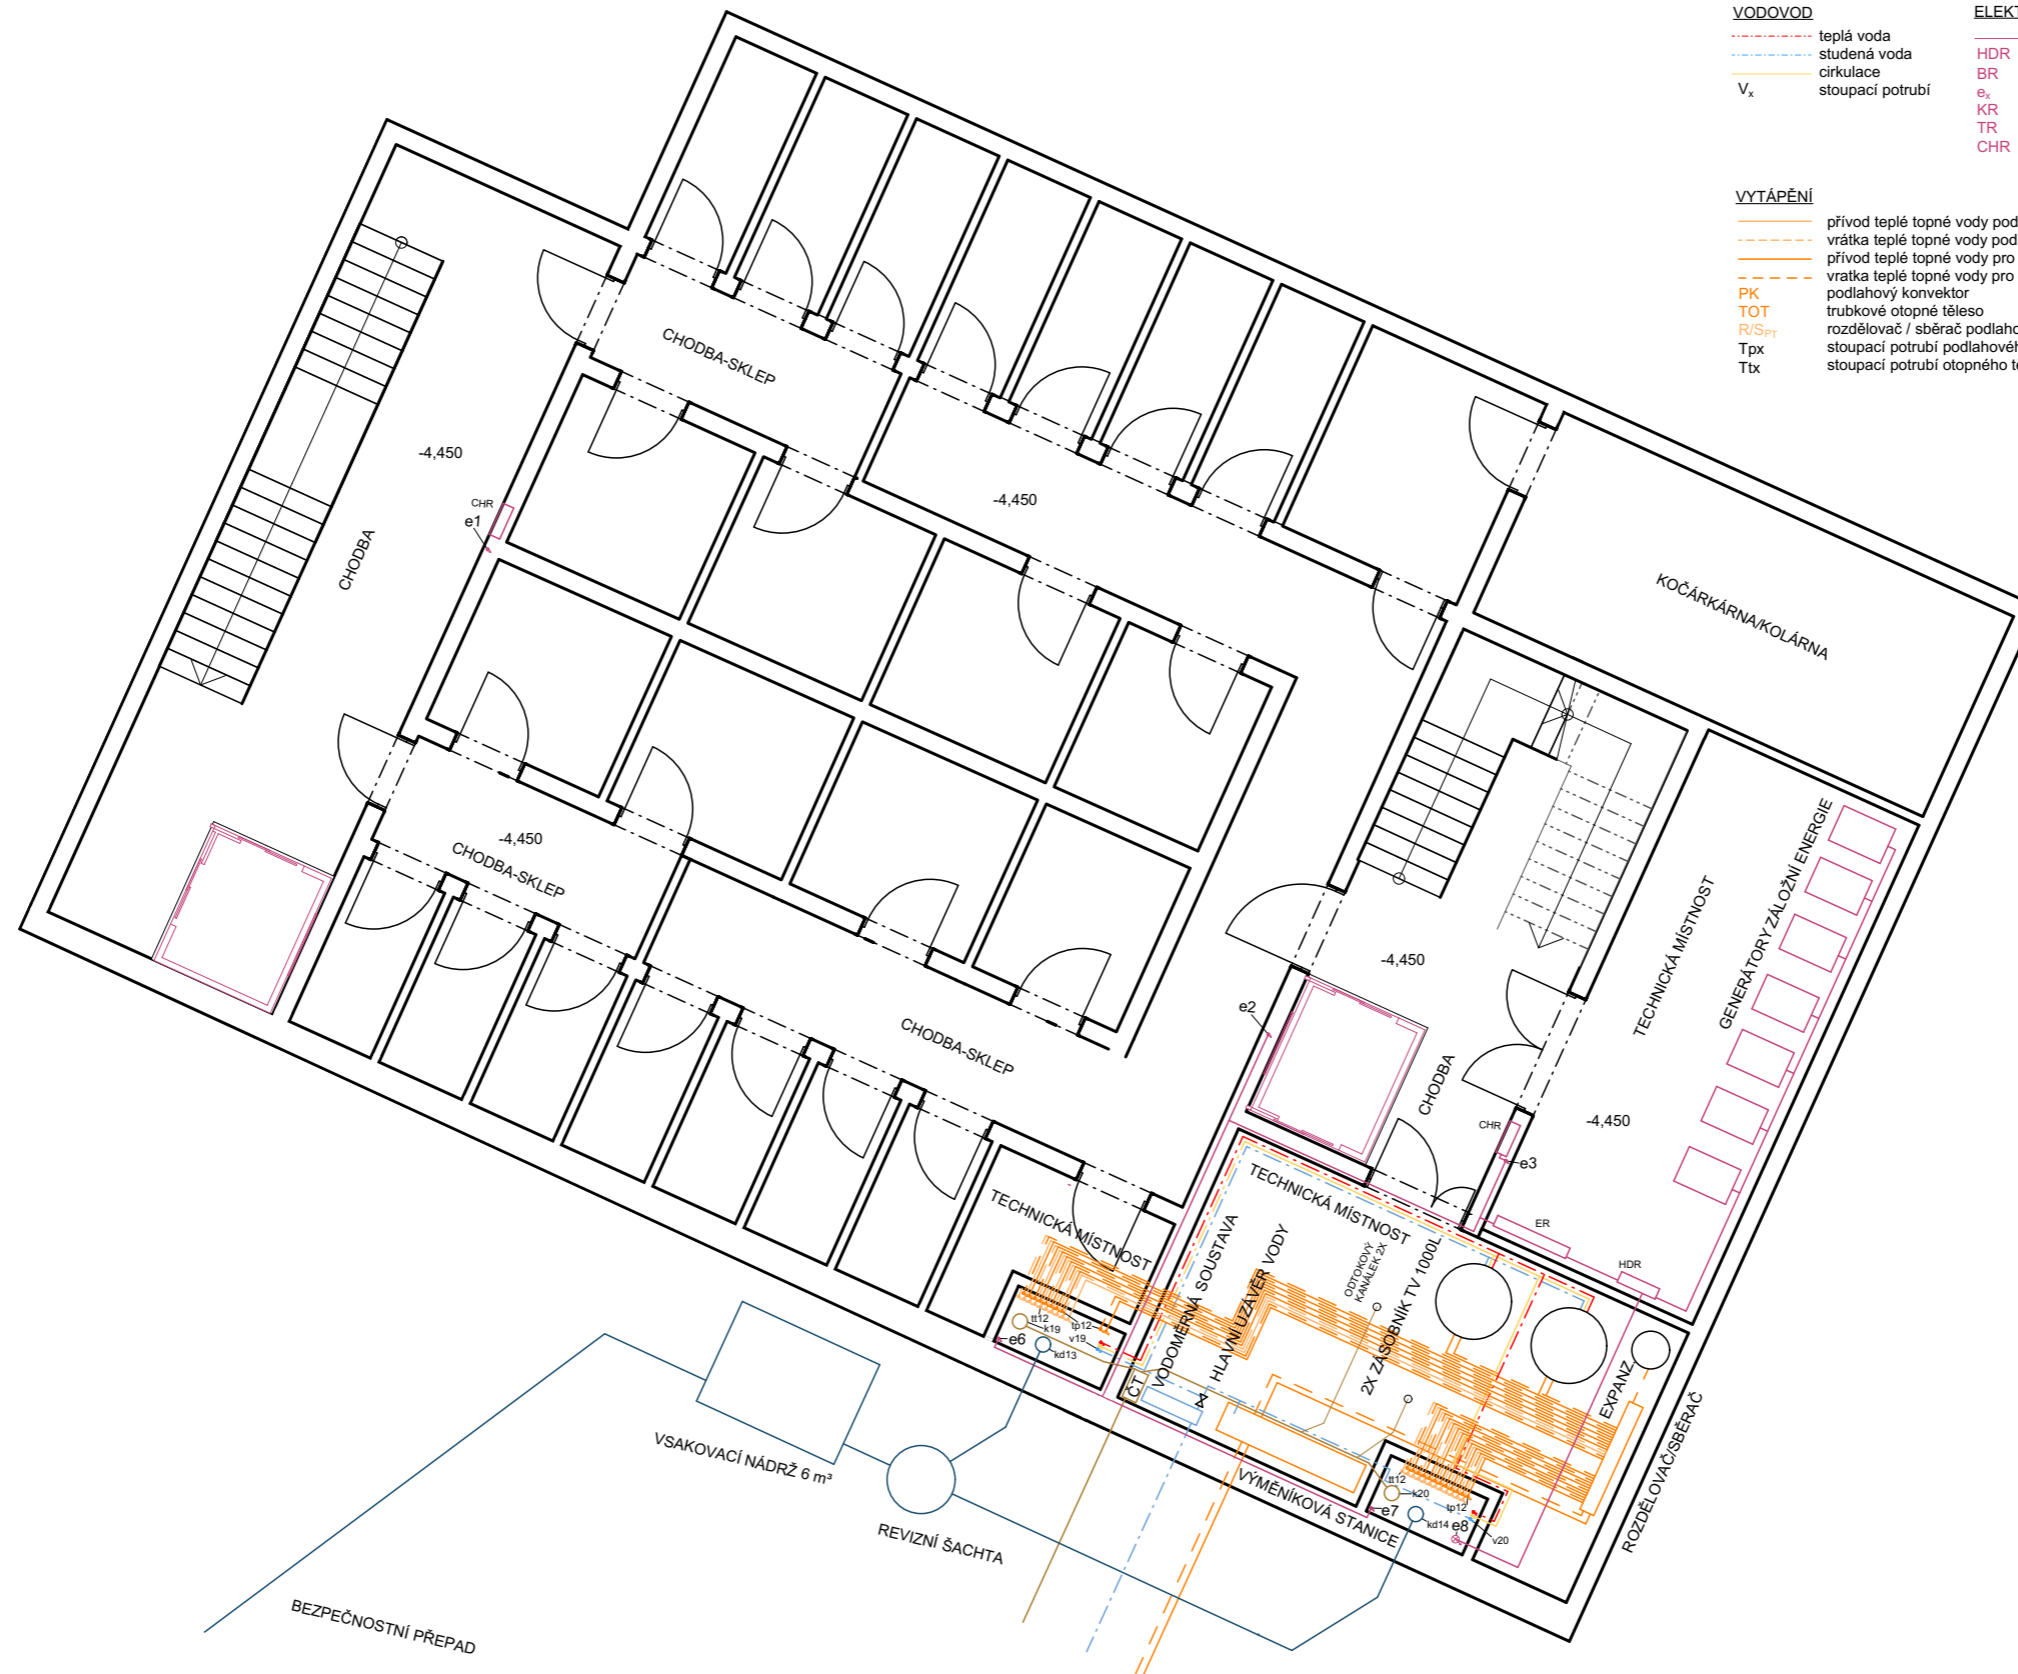 VODOVOD
teplá voda
studená voda
cirkulace
Vₓ stoupací potrubí
HDR
BR
eₓ
KR
TR
CHR
VYTÁPĚNÍ
přívod teplé topné vody
vrátka teplé topné vody
přívod teplé topné vody pro
vratka teplé topné vody pro
PK podlahový konvektor
TOT trubkové otopné těleso
R/Sₚₜ rozdělovač / sběrač
Tpx stoupací potrubí
Ttx stoupací potrubí otopného
CHODBA-SKLEP
-4,450
CHR
e1
CHODBA
-4,450
KOČÁRKÁRNA/KOLÁRNA
-4,450
CHODBA-SKLEP
CHODBA-SKLEP
e2
-4,450
CHODBA
TECHNICKÁ MÍSTNOST
GENERÁTORY ZÁLOŽNÍ ENERGIE
-4,450
CHR
e3
ER
HDR
TECHNICKÁ MÍSTNOST
TECHNICKÁ MÍSTNOST
VODOMĚRNÁ SOUSTAVA
HLAVNÍ UZÁVĚR VODY
ODTOKOVÝ
KANÁLEK 2X
2X ZÁSOBNÍK TV 1000L
EXPANZ.
ROZDĚLOVAČ/SBĚRAČ
tt12
k19
tp12
v19
e6
kd13
ČT
tt12
k20
tp12
e7
kd14
e8
v20
VÝMĚNÍKOVÁ STANICE
VSAKOVACÍ NÁDRŽ 6 m³
REVIZNÍ ŠACHTA
BEZPEČNOSTNÍ PŘEPAD